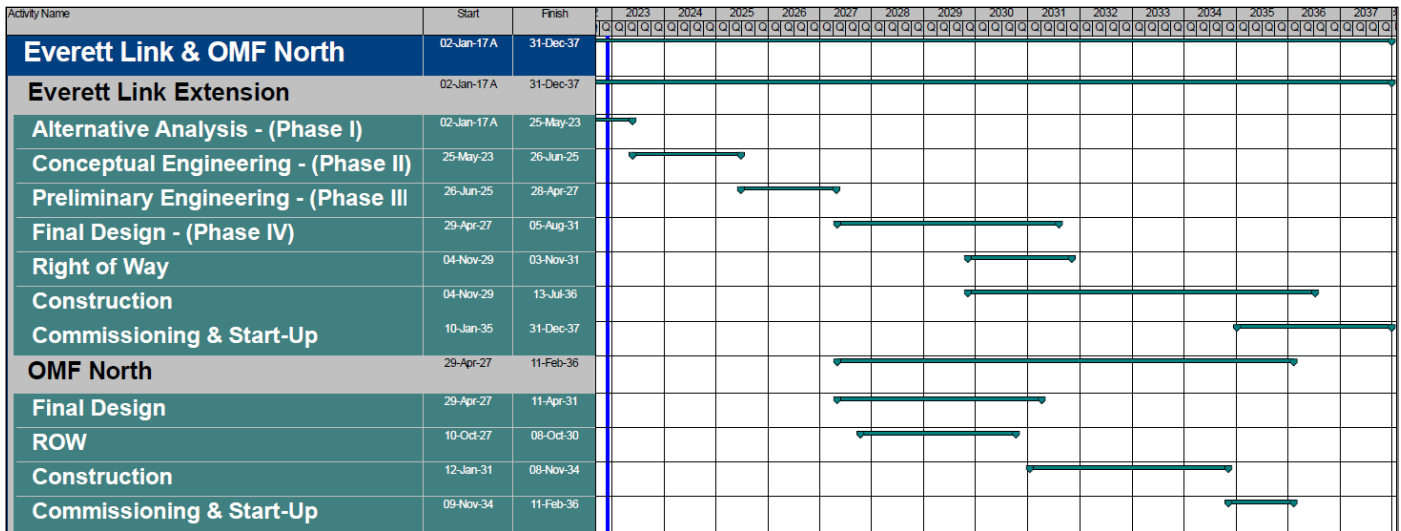 Activity Name Start Finish 2 2023 2024 2025 2026 2027 2028 2029 2030 2031 2032 2033 2034 2035 2036 2037 3
Q Q Q Q Q Q Q Q Q Q Q Q Q Q Q Q Q Q Q Q Q Q Q Q Q Q Q Q Q Q Q Q Q Q Q Q Q Q Q Q Q Q Q Q Q Q Q Q Q Q Q Q Q Q Q Q Q Q Q Q Q
Everett Link & OMF North 02-Jan-17 A 31-Dec-37
Everett Link Extension 02-Jan-17 A 31-Dec-37
Alternative Analysis - (Phase I) 02-Jan-17 A 25-May-23
Conceptual Engineering - (Phase II) 25-May-23 26-Jun-25
Preliminary Engineering - (Phase III 26-Jun-25 28-Apr-27
Final Design - (Phase IV) 29-Apr-27 05-Aug-31
Right of Way 04-Nov-29 03-Nov-31
Construction 04-Nov-29 13-Jul-36
Commissioning & Start-Up 10-Jan-35 31-Dec-37
OMF North 29-Apr-27 11-Feb-36
Final Design 29-Apr-27 11-Apr-31
ROW 10-Oct-27 08-Oct-30
Construction 12-Jan-31 08-Nov-34
Commissioning & Start-Up 09-Nov-34 11-Feb-36